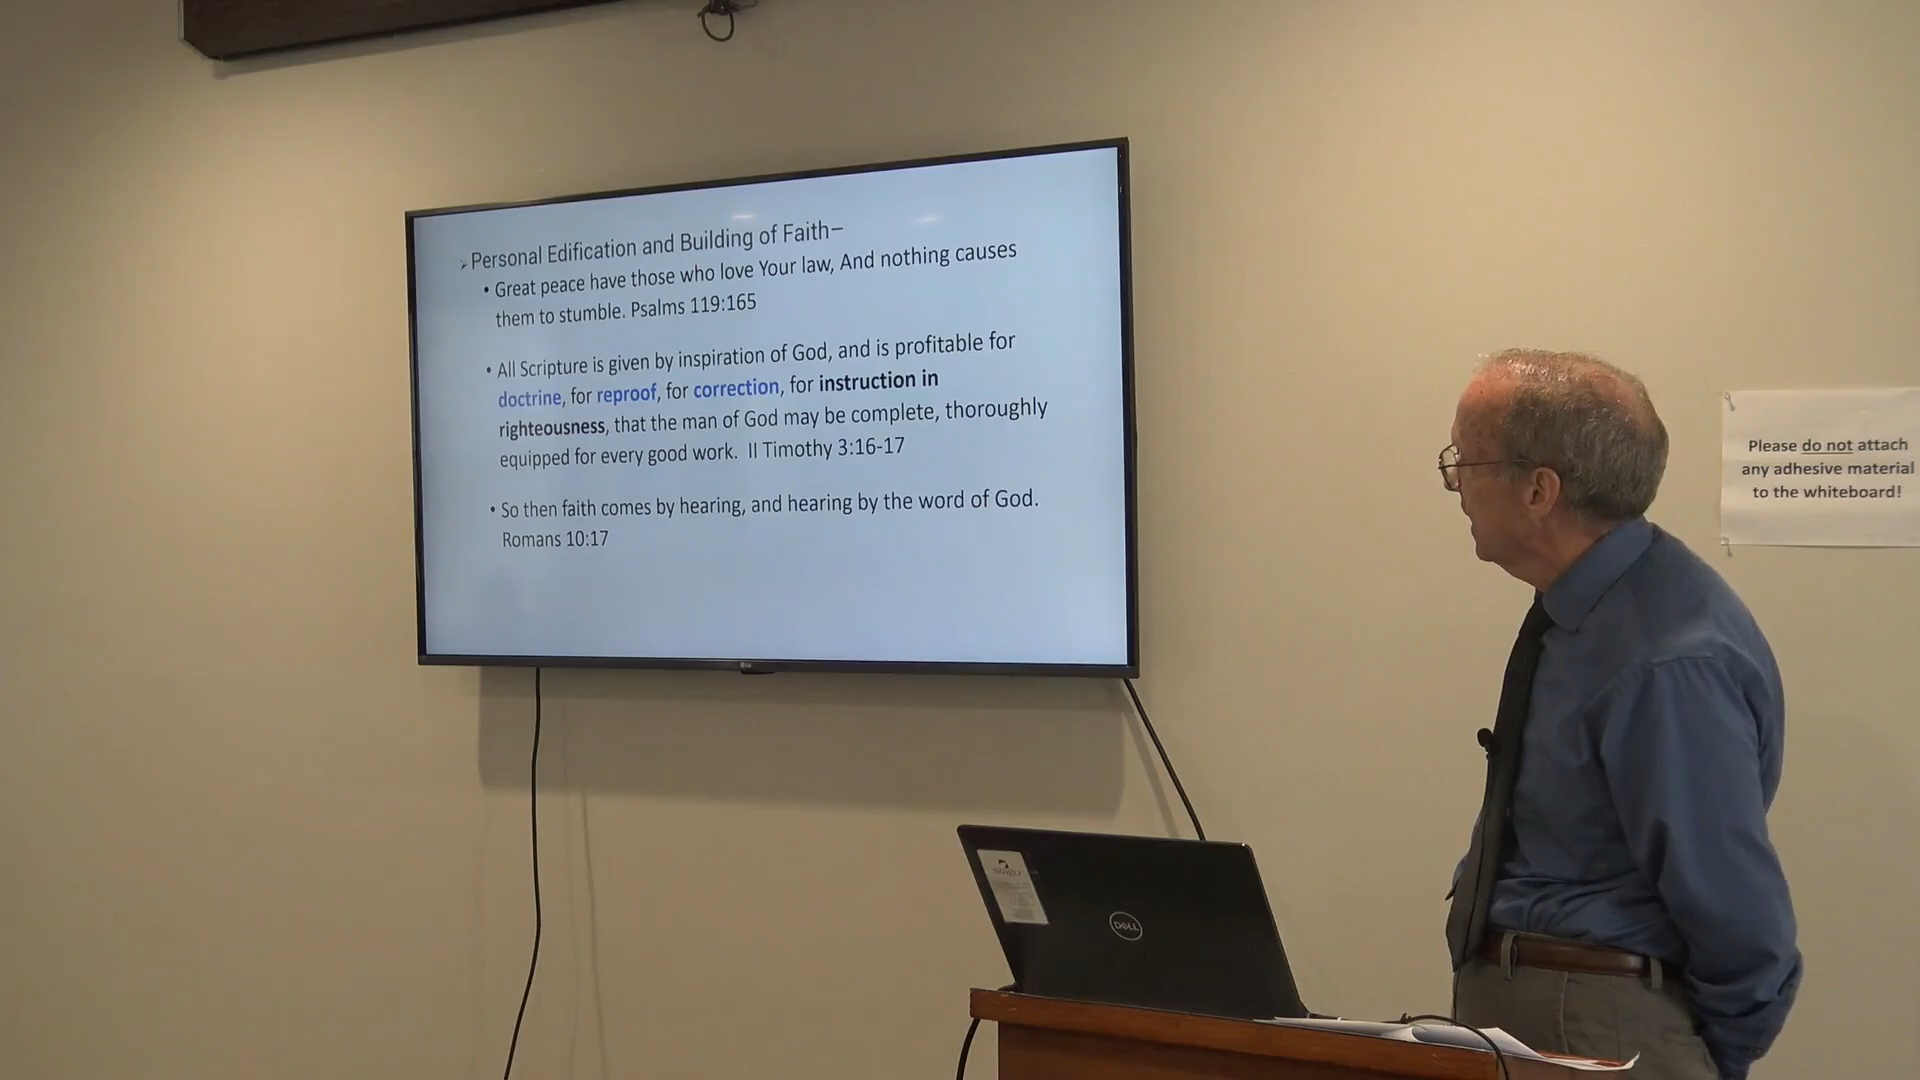 ➢Personal Edification and Building of Faith–
• Great peace have those who love Your law, And nothing causes
them to stumble. Psalms 119:165
• All Scripture is given by inspiration of God, and is profitable for
doctrine, for reproof, for correction, for instruction in
righteousness, that the man of God may be complete, thoroughly
equipped for every good work. II Timothy 3:16-17
• So then faith comes by hearing, and hearing by the word of God.
Romans 10:17
LG
Please do not attach
any adhesive material
to the whiteboard!
DELL